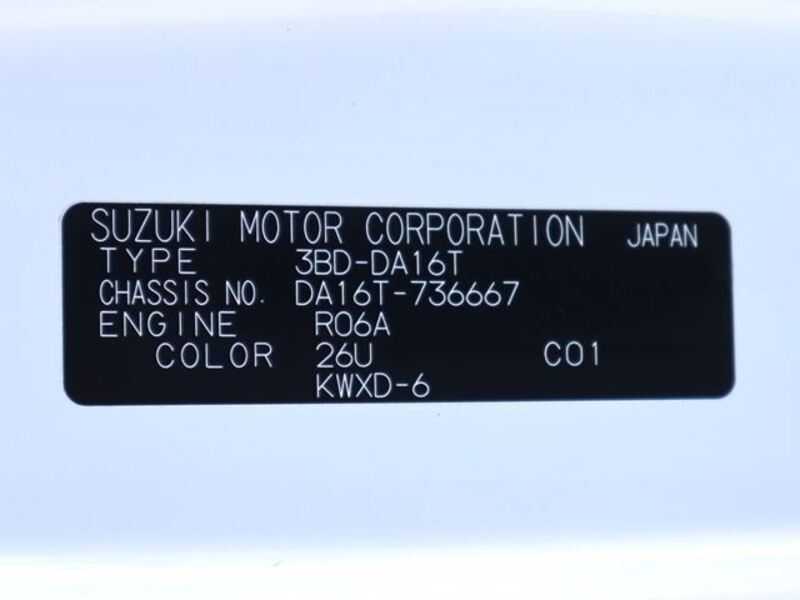 SUZUKI MOTOR CORPORATION JAPAN
TYPE 3BD-DA16T
CHASSIS NO. DA16T-736667
ENGINE R06A
COLOR 26U C01
KWXD-6